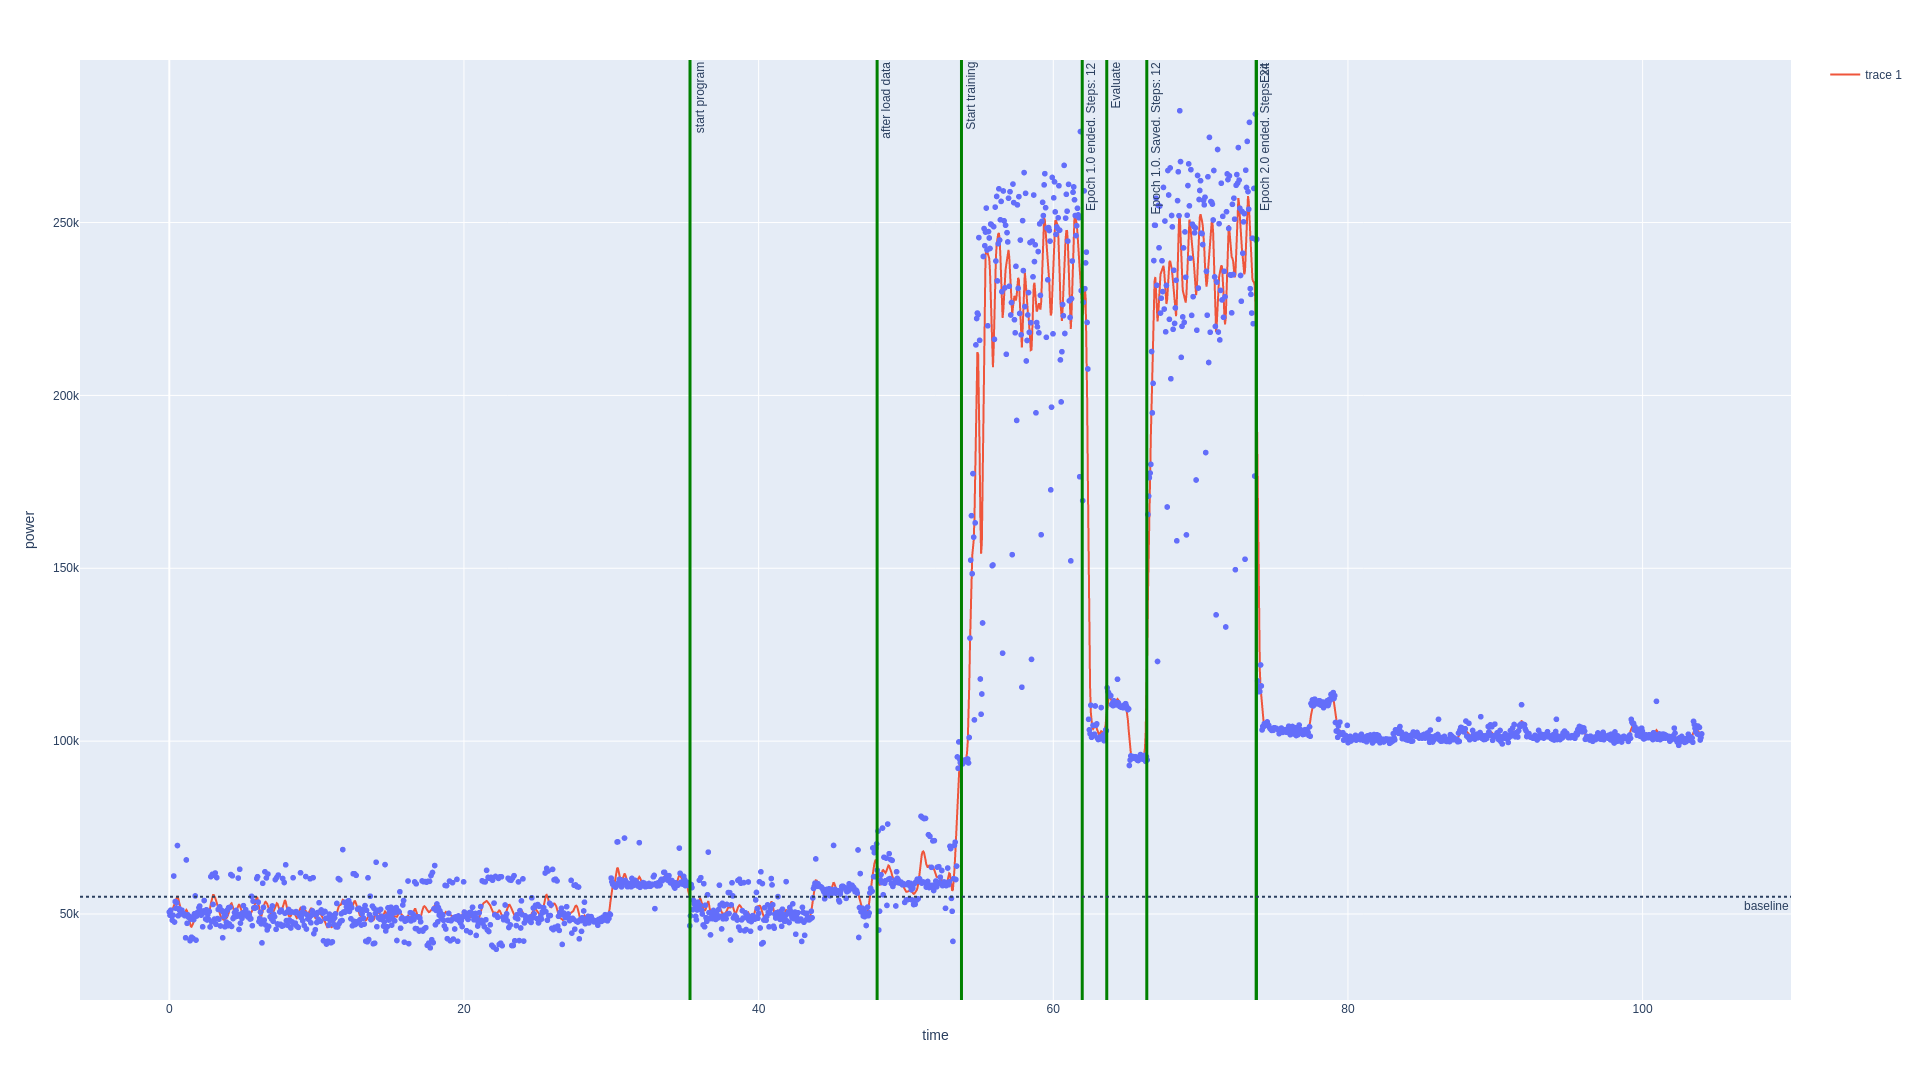 start program
after load data
Start training
Epoch 1.0 ended. Steps: 12
Evaluate
Epoch 1.0. Saved. Steps: 12
Epoch 2.0 ended. Steps: 24
Exit
trace 1
250k
200k
150k
100k
50k
power
baseline
0
20
40
60
80
100
time